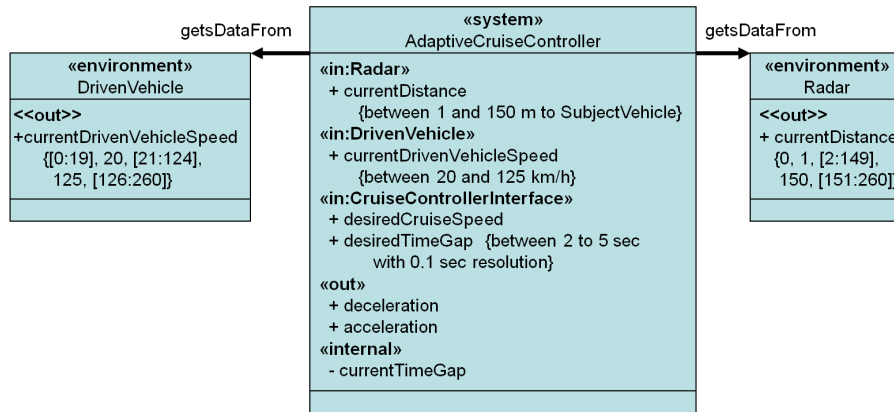 getsDataFrom
«system»
AdaptiveCruiseController
getsDataFrom
«environment»
DrivenVehicle
<<out>>
+currentDrivenVehicleSpeed
{[0:19], 20, [21:124],
125, [126:260]}
«in:Radar»
+ currentDistance
{between 1 and 150 m to SubjectVehicle}
«in:DrivenVehicle»
+ currentDrivenVehicleSpeed
{between 20 and 125 km/h}
«in:CruiseControllerInterface»
+ desiredCruiseSpeed
+ desiredTimeGap {between 2 to 5 sec
with 0.1 sec resolution}
«out»
+ deceleration
+ acceleration
«internal»
- currentTimeGap
«environment»
Radar
<<out>>
+ currentDistance
{0, 1, [2:149],
150, [151:260]}